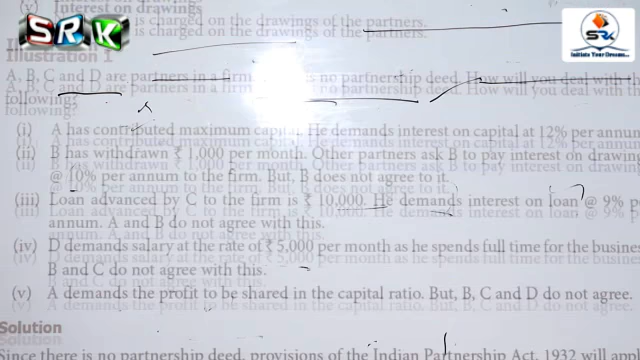 (v) Interest on drawing
is charged on the drawings of the partners.
SRK
SRK
Initiate Your Dreams...
Illustration 1
A, B, C and D are partners in a firm is no partnership deed. How will you deal with the
following?
(i) A has contributed maximum capital. He demands interest on capital at 12% per annum
(ii) B has withdrawn ₹ 1,000 per month. Other partners ask B to pay interest on drawing
@ 10% per annum to the firm. But, B does not agree to it.
(iii) Loan advanced by C to the firm is ₹ 10,000. He demands interest on loan @ 9% p
annum. A and B do not agree with this.
(iv) D demands salary at the rate of ₹ 5,000 per month as he spends full time for the busine
B and C do not agree with this.
(v) A demands the profit to be shared in the capital ratio. But, B, C and D do not agree.
Solution
Since there is no partnership deed, provisions of the Indian Partnership Act, 1932 will